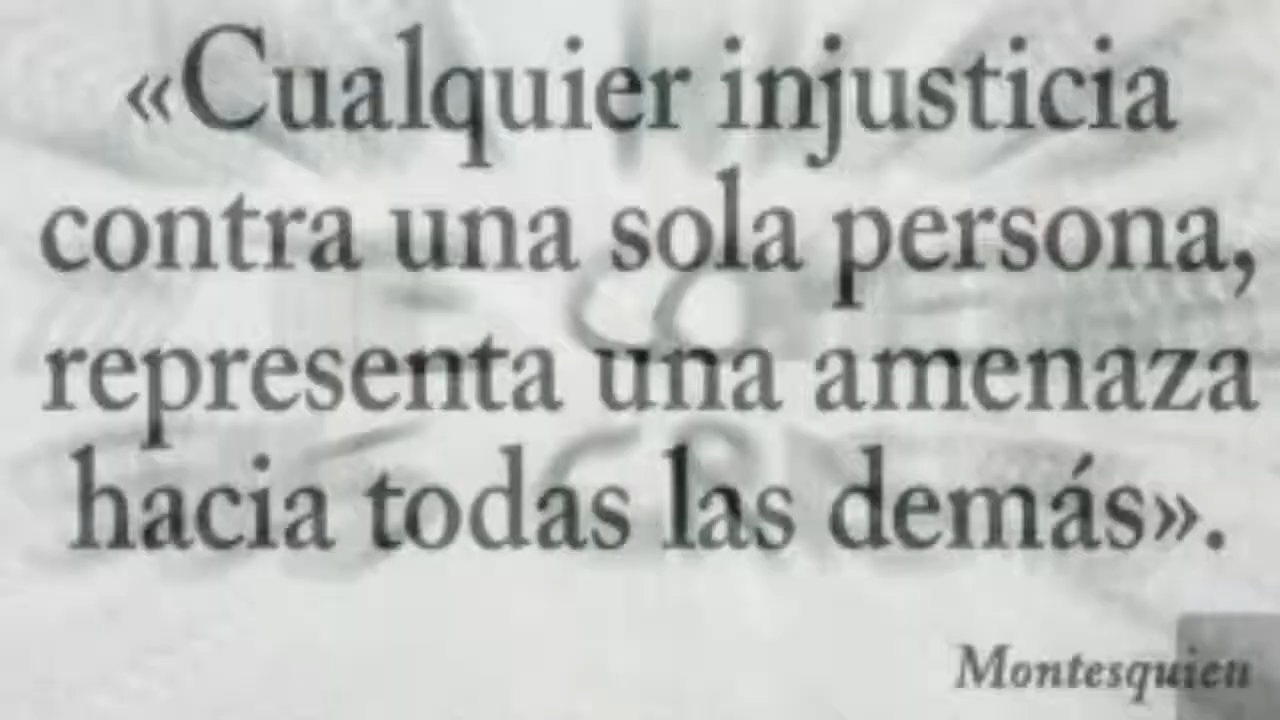 «Cualquier injusticia
contra una sola persona,
representa una amenaza
hacia todas las demás».
Montesquieu